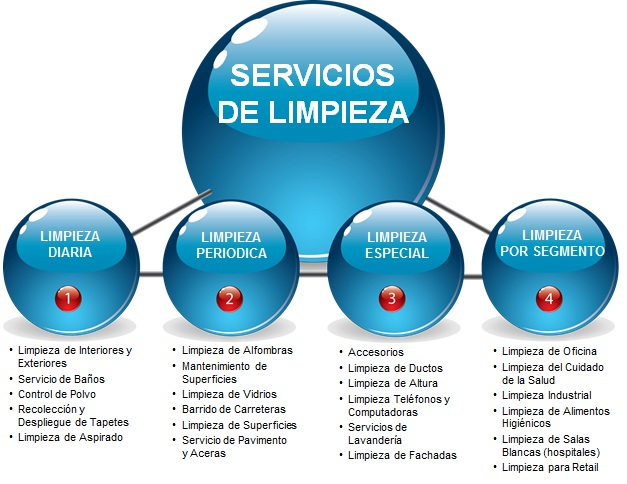 SERVICIOS
DE LIMPIEZA
LIMPIEZA
DIARIA
1
• Limpieza de Interiores y
Exteriores
• Servicio de Baños
• Control de Polvo
• Recolección y
Despliegue de Tapetes
• Limpieza de Aspirado
LIMPIEZA
PERIODICA
2
• Limpieza de Alfombras
• Mantenimiento de
Superficies
• Limpieza de Vidrios
• Barrido de Carreteras
• Limpieza de Superficies
• Servicio de Pavimento
y Aceras
LIMPIEZA
ESPECIAL
3
• Accesorios
• Limpieza de Ductos
• Limpieza de Altura
• Limpieza Teléfonos y
Computadoras
• Servicios de
Lavandería
• Limpieza de Fachadas
LIMPIEZA
POR SEGMENTO
4
• Limpieza de Oficina
• Limpieza del Cuidado
de la Salud
• Limpieza Industrial
• Limpieza de Alimentos
Higiénicos
• Limpieza de Salas
Blancas (hospitales)
• Limpieza para Retail